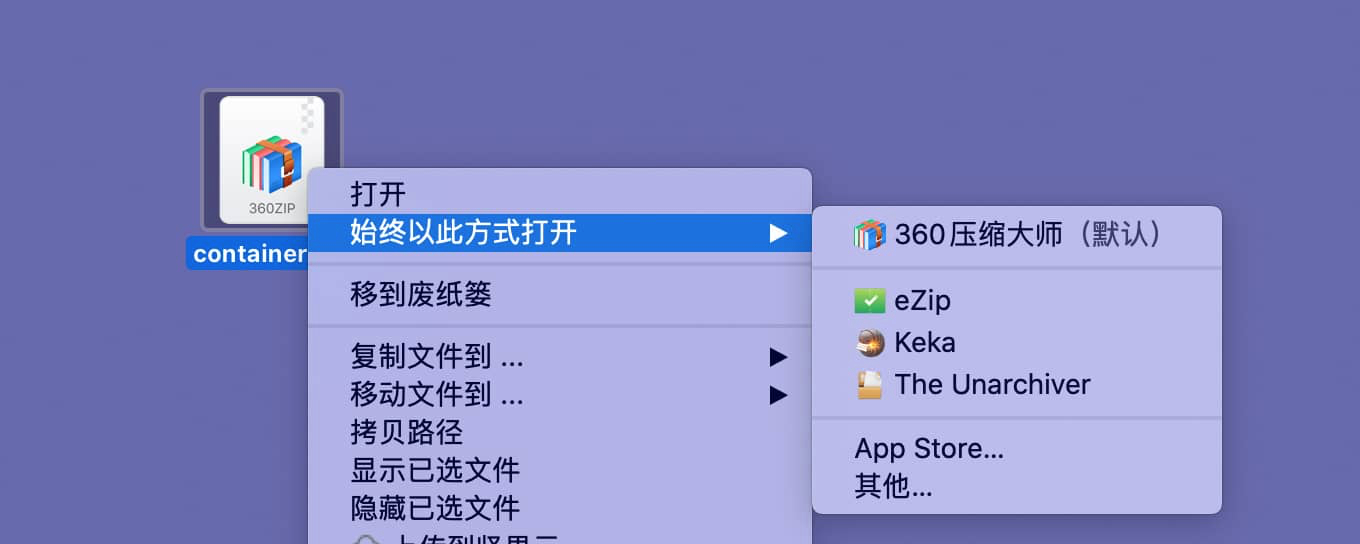 360ZIP
container
打开
始终以此方式打开
移到废纸篓
复制文件到 ...
移动文件到 ...
拷贝路径
显示已选文件
隐藏已选文件
360压缩大师（默认）
eZip
Keka
The Unarchiver
App Store...
其他...